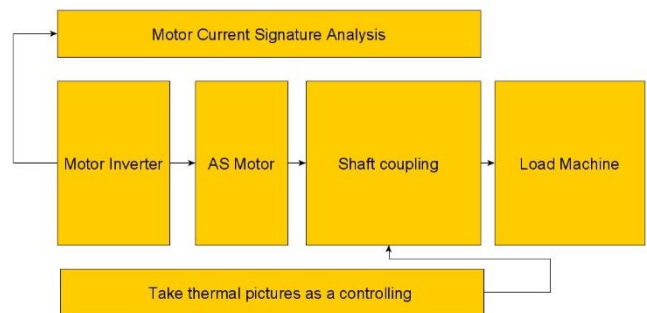 Motor Current Signature Analysis
Motor Inverter
AS Motor
Shaft coupling
Load Machine
Take thermal pictures as a controlling